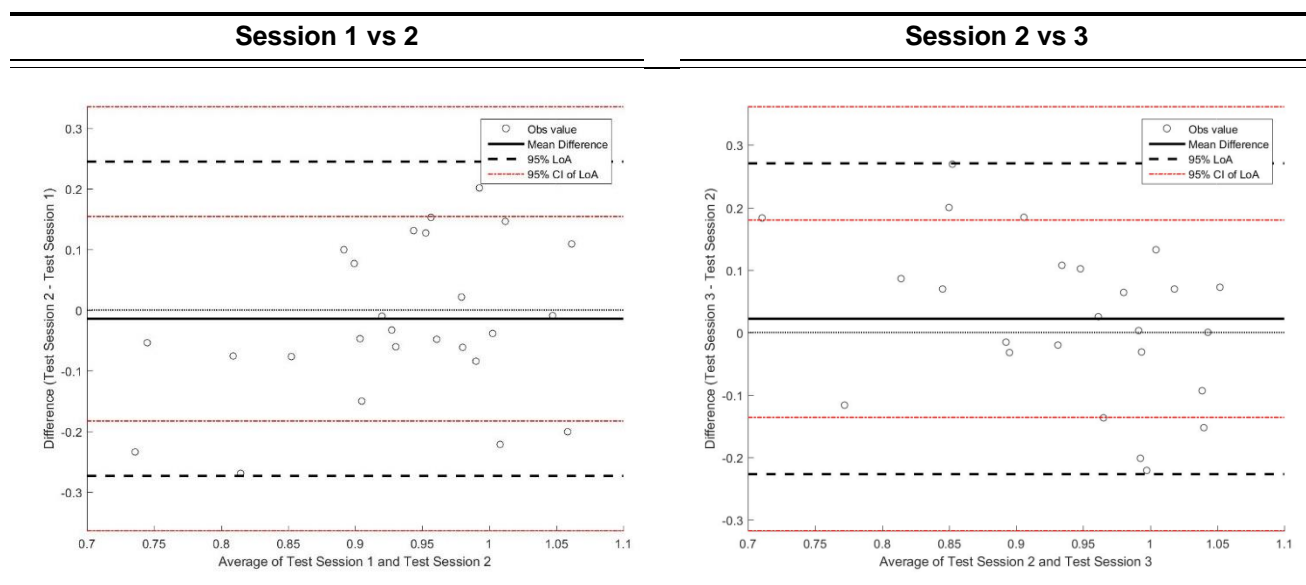 Session 1 vs 2
Session 2 vs 3
Difference (Test Session 2 - Test Session 1)
0.3
0.2
0.1
0
-0.1
-0.2
-0.3
Obs value
Mean Difference
95% LoA
95% CI of LoA
0.7 0.75 0.8 0.85 0.9 0.95 1 1.05 1.1
Average of Test Session 1 and Test Session 2
Difference (Test Session 3 - Test Session 2)
0.3
0.2
0.1
0
-0.1
-0.2
-0.3
Obs value
Mean Difference
95% LoA
95% CI of LoA
0.7 0.75 0.8 0.85 0.9 0.95 1 1.05 1.1
Average of Test Session 2 and Test Session 3